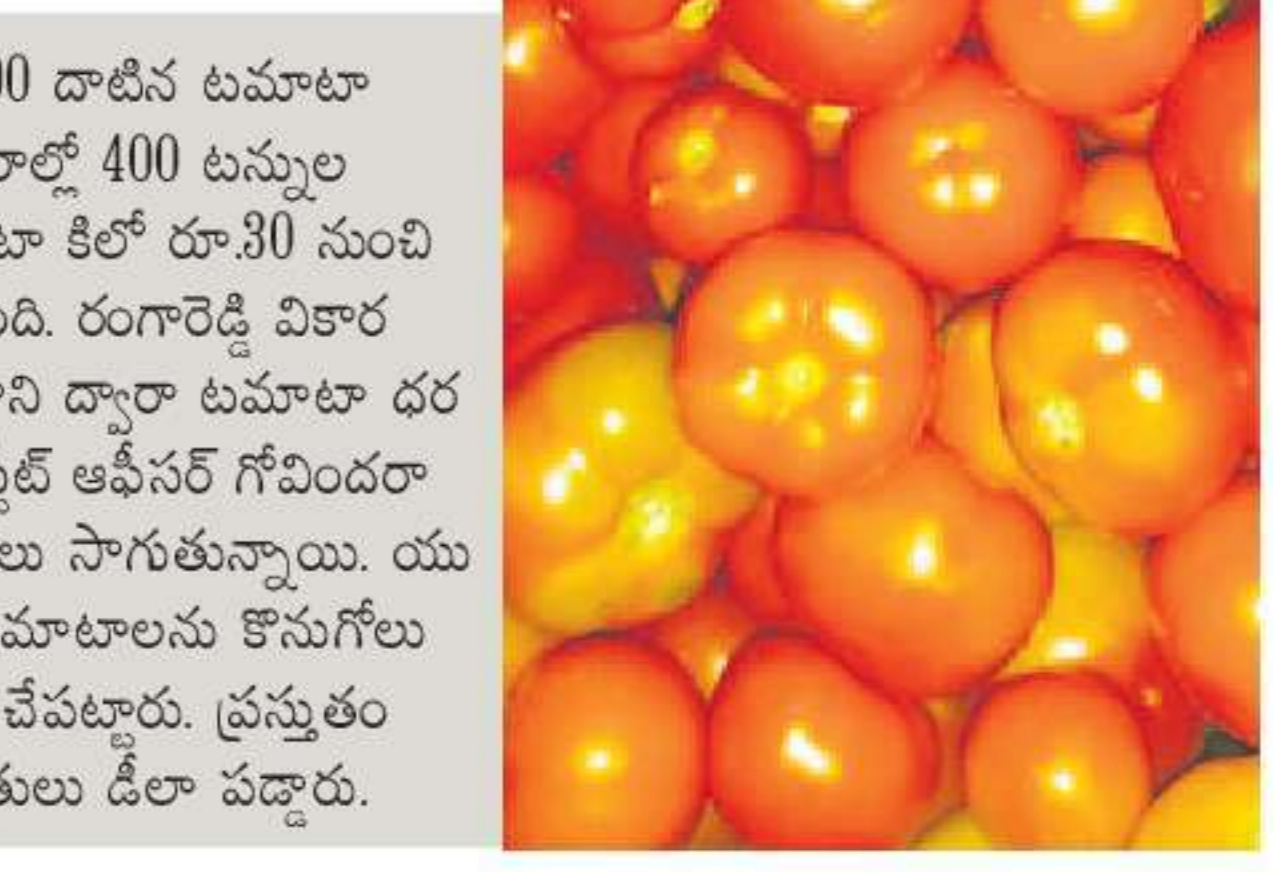 00 దాటిన టమాటా
రాల్లో 400 టన్నుల
టా కిలో రూ.30 నుంచి
ంది. రంగారెడ్డి వికార
ని ద్వారా టమాటా ధర
ఆఫీసర్ గోవిందరా
లు సాగుతున్నాయి. యు
మాటాలను కొనుగోలు
చేపట్టారు. ప్రస్తుతం
తులు డీలా పడ్డారు.